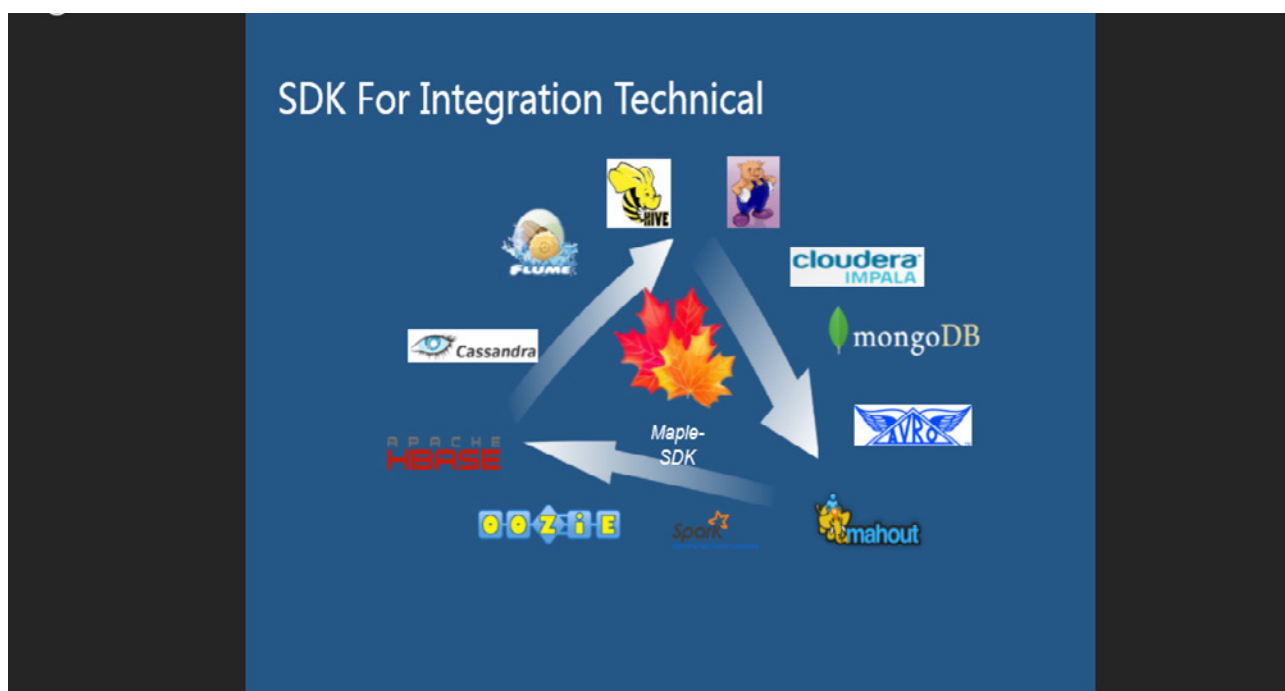 SDK For Integration Technical
HIVE
FLUME
cloudera
IMPALA
mongoDB
Cassandra
AVRO
Maple-
SDK
APACHE
HBASE
OOZiE
Spark
mahout